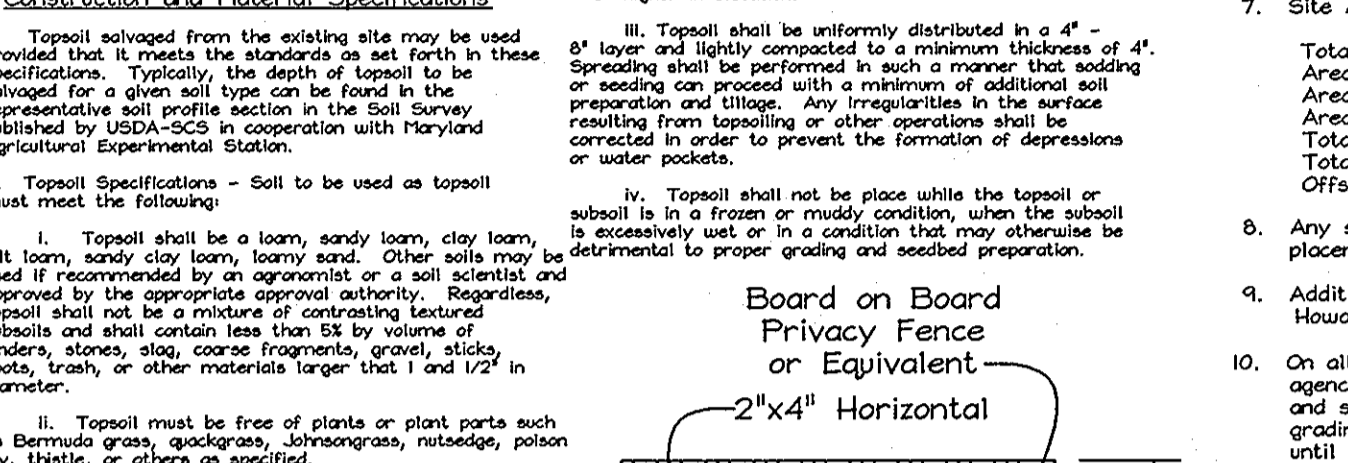 Construction and Material Specifications
Topsoil salvaged from the existing site may be used
provided that it meets the standards as set forth in these
specifications. Typically, the depth of topsoil to be
salvaged for a given soil type can be found in the
representative soil profile section in the Soil Survey
published by USDA-SCS in cooperation with Maryland
Agricultural Experimental Station.
Topsoil Specifications - Soil to be used as topsoil
must meet the following:
i. Topsoil shall be a loam, sandy loam, clay loam,
silt loam, sandy clay loam, loamy sand. Other soils may be
used if recommended by an agronomist or a soil scientist and
approved by the appropriate approval authority. Regardless,
topsoil shall not be a mixture of contrasting textured
subsoils and shall contain less than 5% by volume of
cinders, stones, slag, coarse fragments, gravel, sticks,
roots, trash, or other materials larger that 1 and 1/2" in
diameter.
ii. Topsoil must be free of plants or plant parts such
as Bermuda grass, quackgrass, Johnsongrass, nutsedge, poison
ivy, thistle, or others as specified.
iii. Topsoil shall be uniformly distributed in a 4" -
8" layer and lightly compacted to a minimum thickness of 4".
Spreading shall be performed in such a manner that sodding
or seeding can proceed with a minimum of additional soil
preparation and tillage. Any irregularities in the surface
resulting from topsoiling or other operations shall be
corrected in order to prevent the formation of depressions
or water pockets.
iv. Topsoil shall not be place while the topsoil or
subsoil is in a frozen or muddy condition, when the subsoil
is excessively wet or in a condition that may otherwise be
detrimental to proper grading and seedbed preparation.
Board on Board
Privacy Fence
or Equivalent
2"x4" Horizontal
7. Site
Tota
Area
Area
Area
Tota
Tota
Offs
8. Any s
placer
9. Addit
Howa
10. On all
agenc
and s
gradin
until